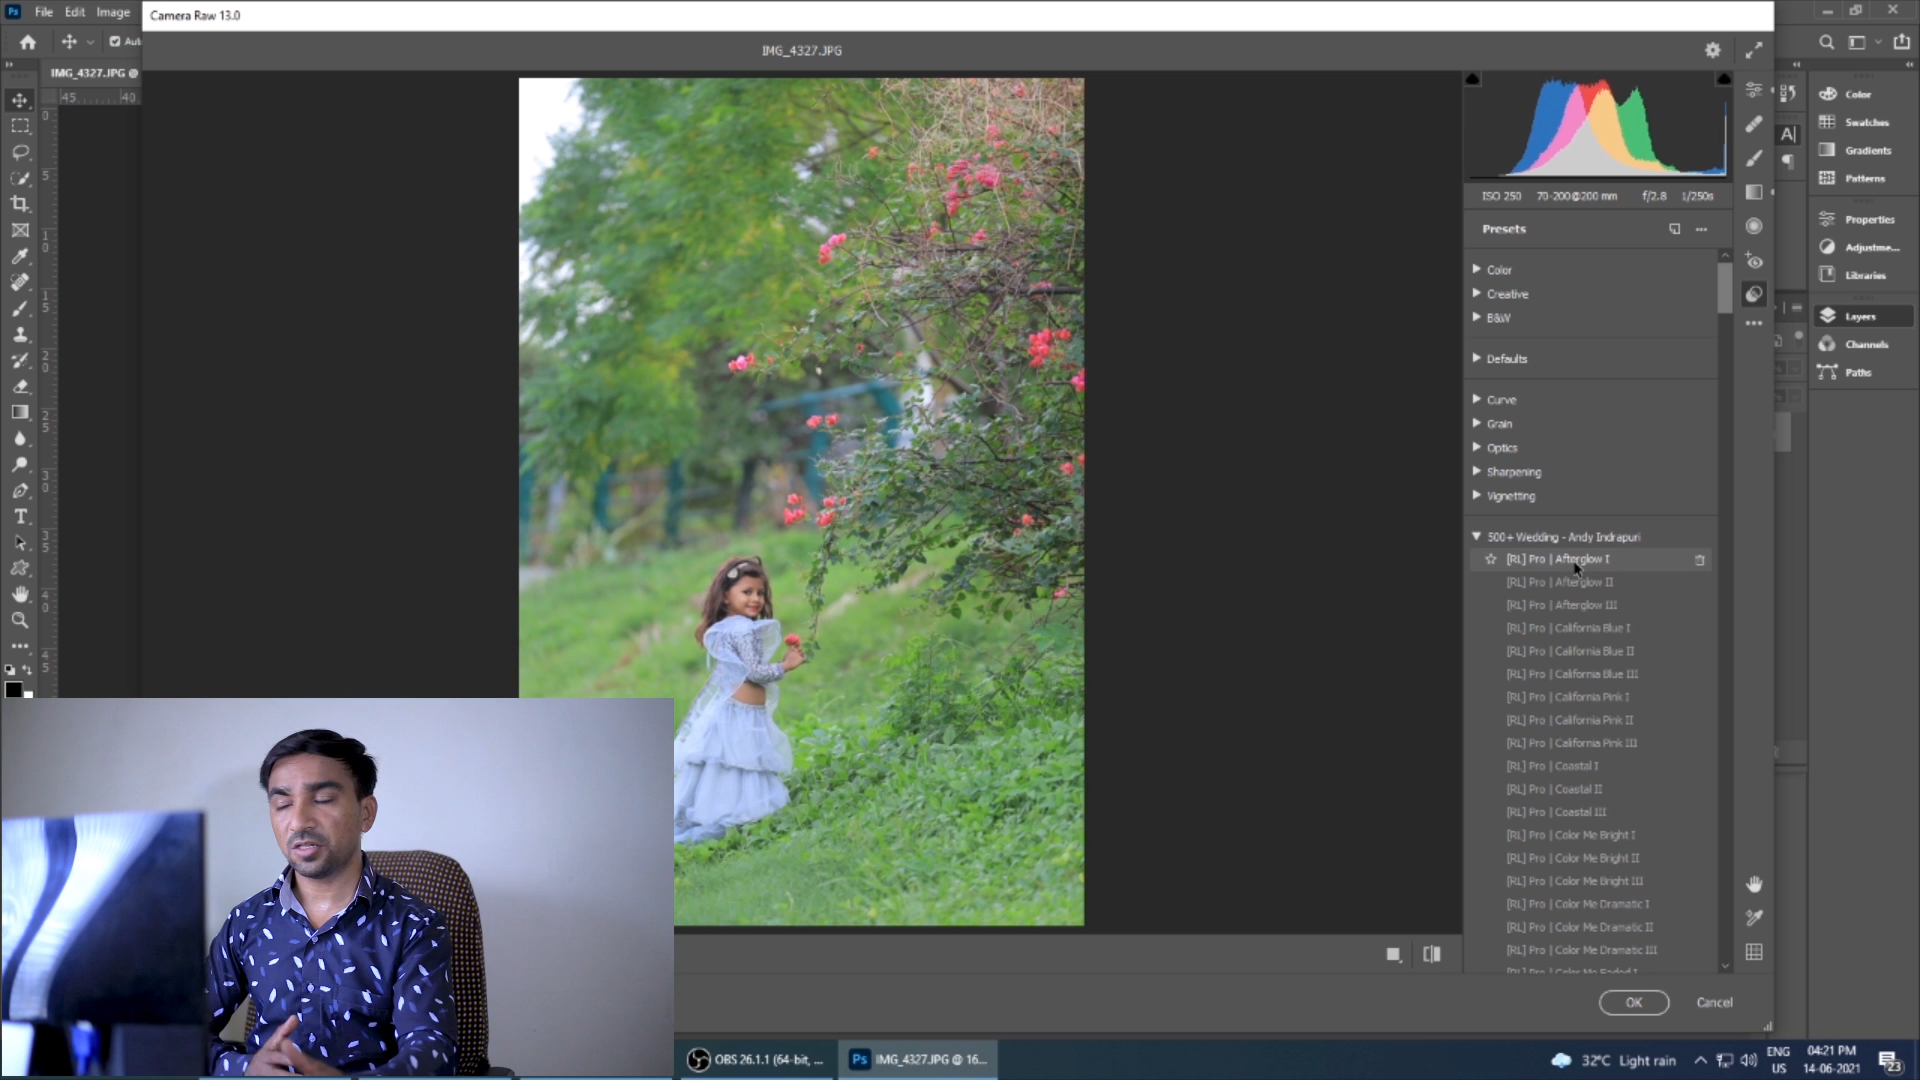 Ps File Edit Image
Camera Raw 13.0
IMG_4327.JPG
IMG_4327.JPG @
45 40
ISO 250 70-200@200 mm f/2.8 1/250s
Presets
Color
Creative
B&W
Defaults
Curve
Grain
Optics
Sharpening
Vignetting
500+ Wedding - Andy Indrapuri
[RL] Pro | Afterglow I
[RL] Pro | Afterglow II
[RL] Pro | Afterglow III
[RL] Pro | California Blue I
[RL] Pro | California Blue II
[RL] Pro | California Blue III
[RL] Pro | California Pink I
[RL] Pro | California Pink II
[RL] Pro | California Pink III
[RL] Pro | Coastal I
[RL] Pro | Coastal II
[RL] Pro | Coastal III
[RL] Pro | Color Me Bright I
[RL] Pro | Color Me Bright II
[RL] Pro | Color Me Bright III
[RL] Pro | Color Me Dramatic I
[RL] Pro | Color Me Dramatic II
[RL] Pro | Color Me Dramatic III
OK Cancel
Color
Swatches
Gradients
Patterns
Properties
Adjustme...
Libraries
Layers
Channels
Paths
OBS 26.1.1 (64-bit, ...
Ps IMG_4327.JPG @ 16...
32°C Light rain
ENG
US
04:21 PM
14-06-2021
23